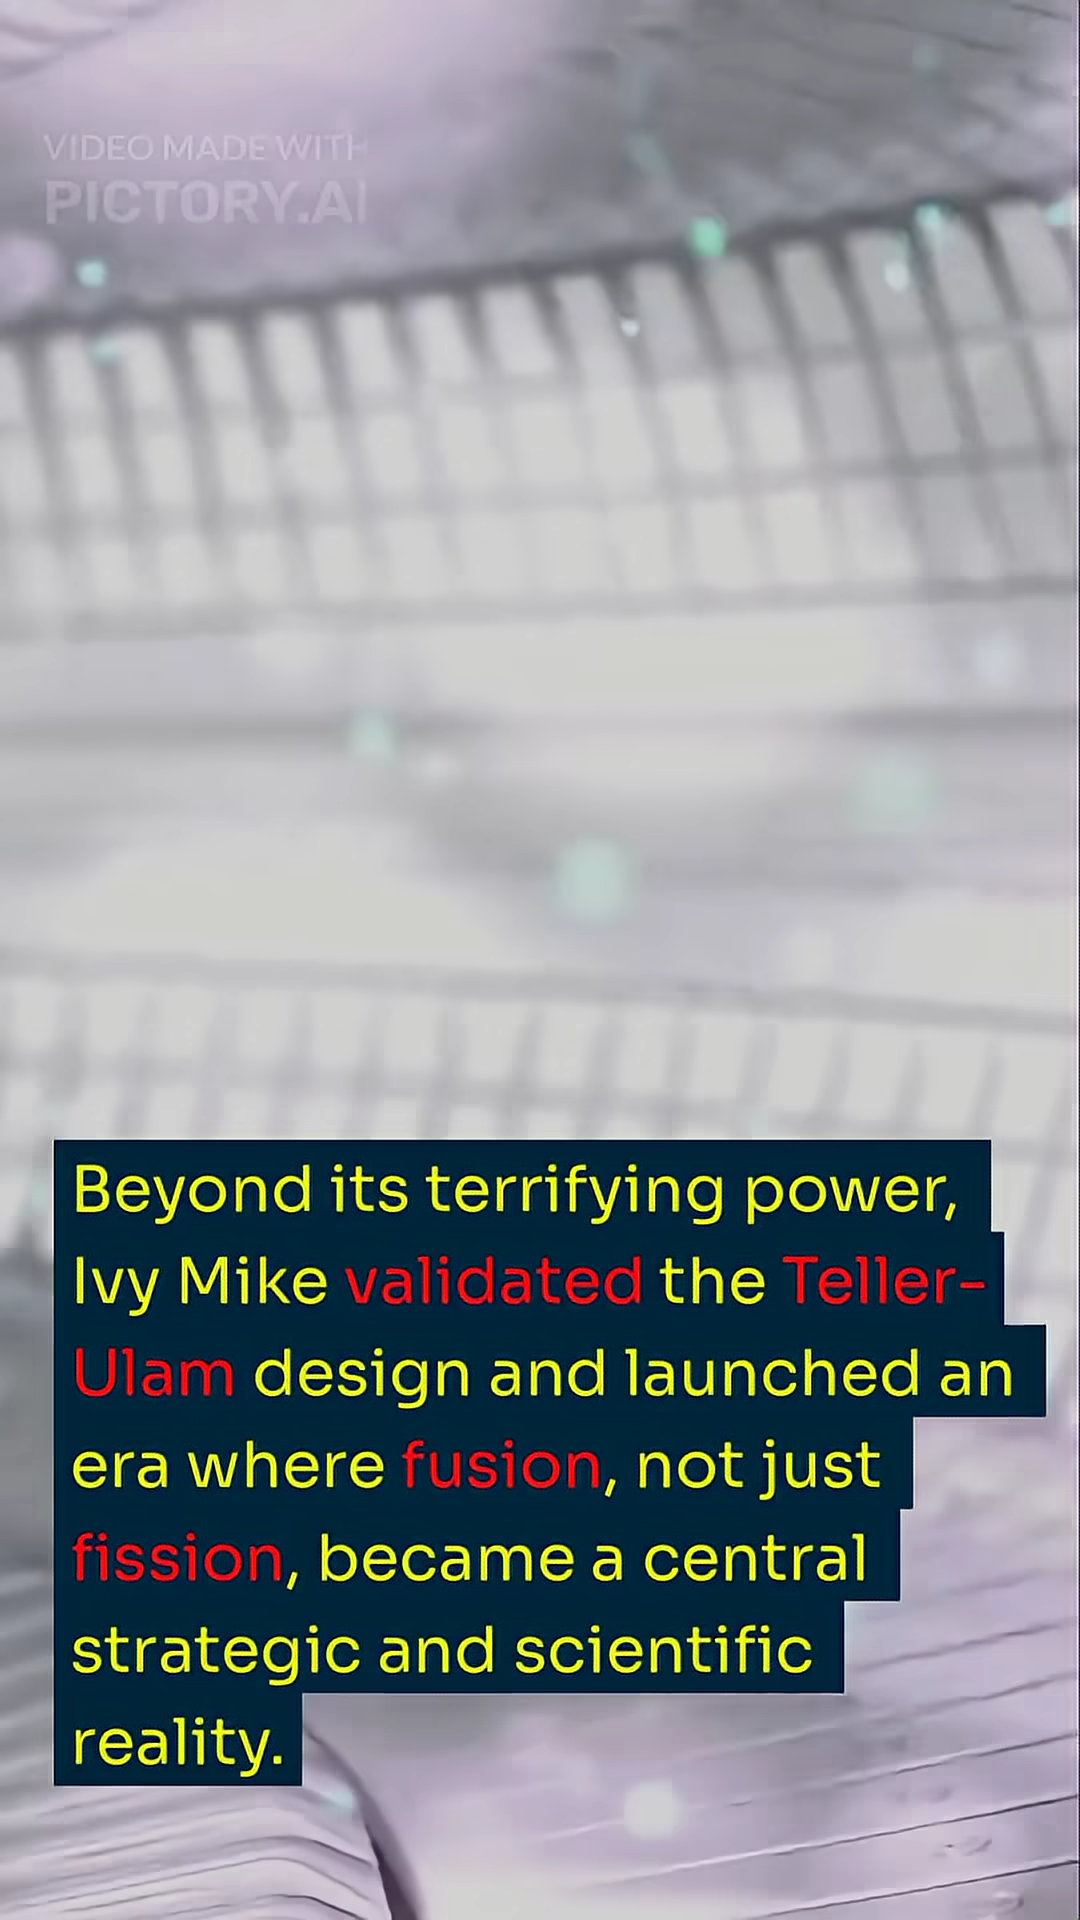 VIDEO MADE WITH
PICTORY.AI
Beyond its terrifying power,
Ivy Mike validated the Teller-
Ulam design and launched an
era where fusion, not just
fission, became a central
strategic and scientific
reality.